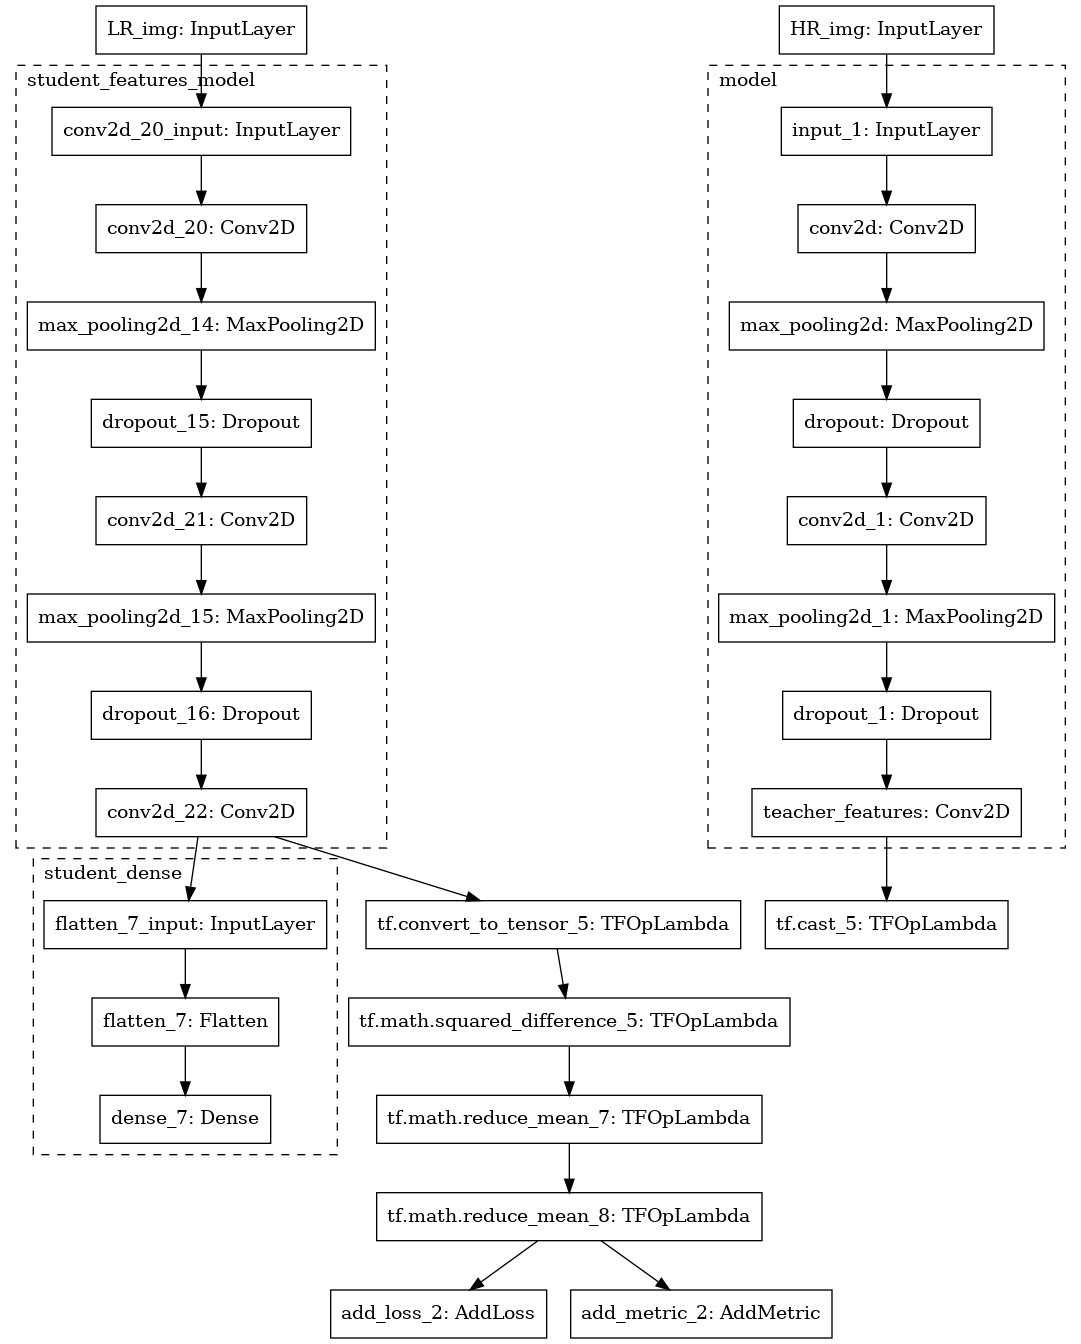 LR_img: InputLayer
student_features_model
conv2d_20_input: InputLayer
conv2d_20: Conv2D
max_pooling2d_14: MaxPooling2D
dropout_15: Dropout
conv2d_21: Conv2D
max_pooling2d_15: MaxPooling2D
dropout_16: Dropout
conv2d_22: Conv2D
student_dense
flatten_7_input: InputLayer
flatten_7: Flatten
dense_7: Dense
HR_img: InputLayer
model
input_1: InputLayer
conv2d: Conv2D
max_pooling2d: MaxPooling2D
dropout: Dropout
conv2d_1: Conv2D
max_pooling2d_1: MaxPooling2D
dropout_1: Dropout
teacher_features: Conv2D
tf.convert_to_tensor_5: TFOpLambda
tf.cast_5: TFOpLambda
tf.math.squared_difference_5: TFOpLambda
tf.math.reduce_mean_7: TFOpLambda
tf.math.reduce_mean_8: TFOpLambda
add_loss_2: AddLoss
add_metric_2: AddMetric